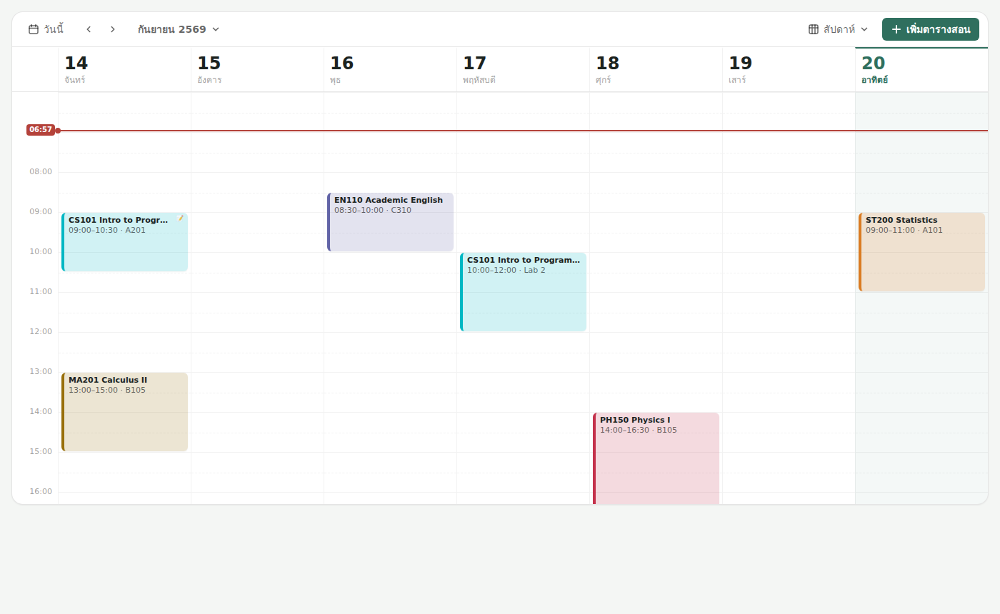 วันนี้
กันยายน 2569
สัปดาห์
เพิ่มตารางสอน
14
จันทร์
15
อังคาร
16
พุธ
17
พฤหัสบดี
18
ศุกร์
19
เสาร์
20
อาทิตย์
06:57
08:00
09:00
10:00
11:00
12:00
13:00
14:00
15:00
16:00
CS101 Intro to Progr…
09:00–10:30 · A201
MA201 Calculus II
13:00–15:00 · B105
EN110 Academic English
08:30–10:00 · C310
CS101 Intro to Program…
10:00–12:00 · Lab 2
PH150 Physics I
14:00–16:30 · B105
ST200 Statistics
09:00–11:00 · A101